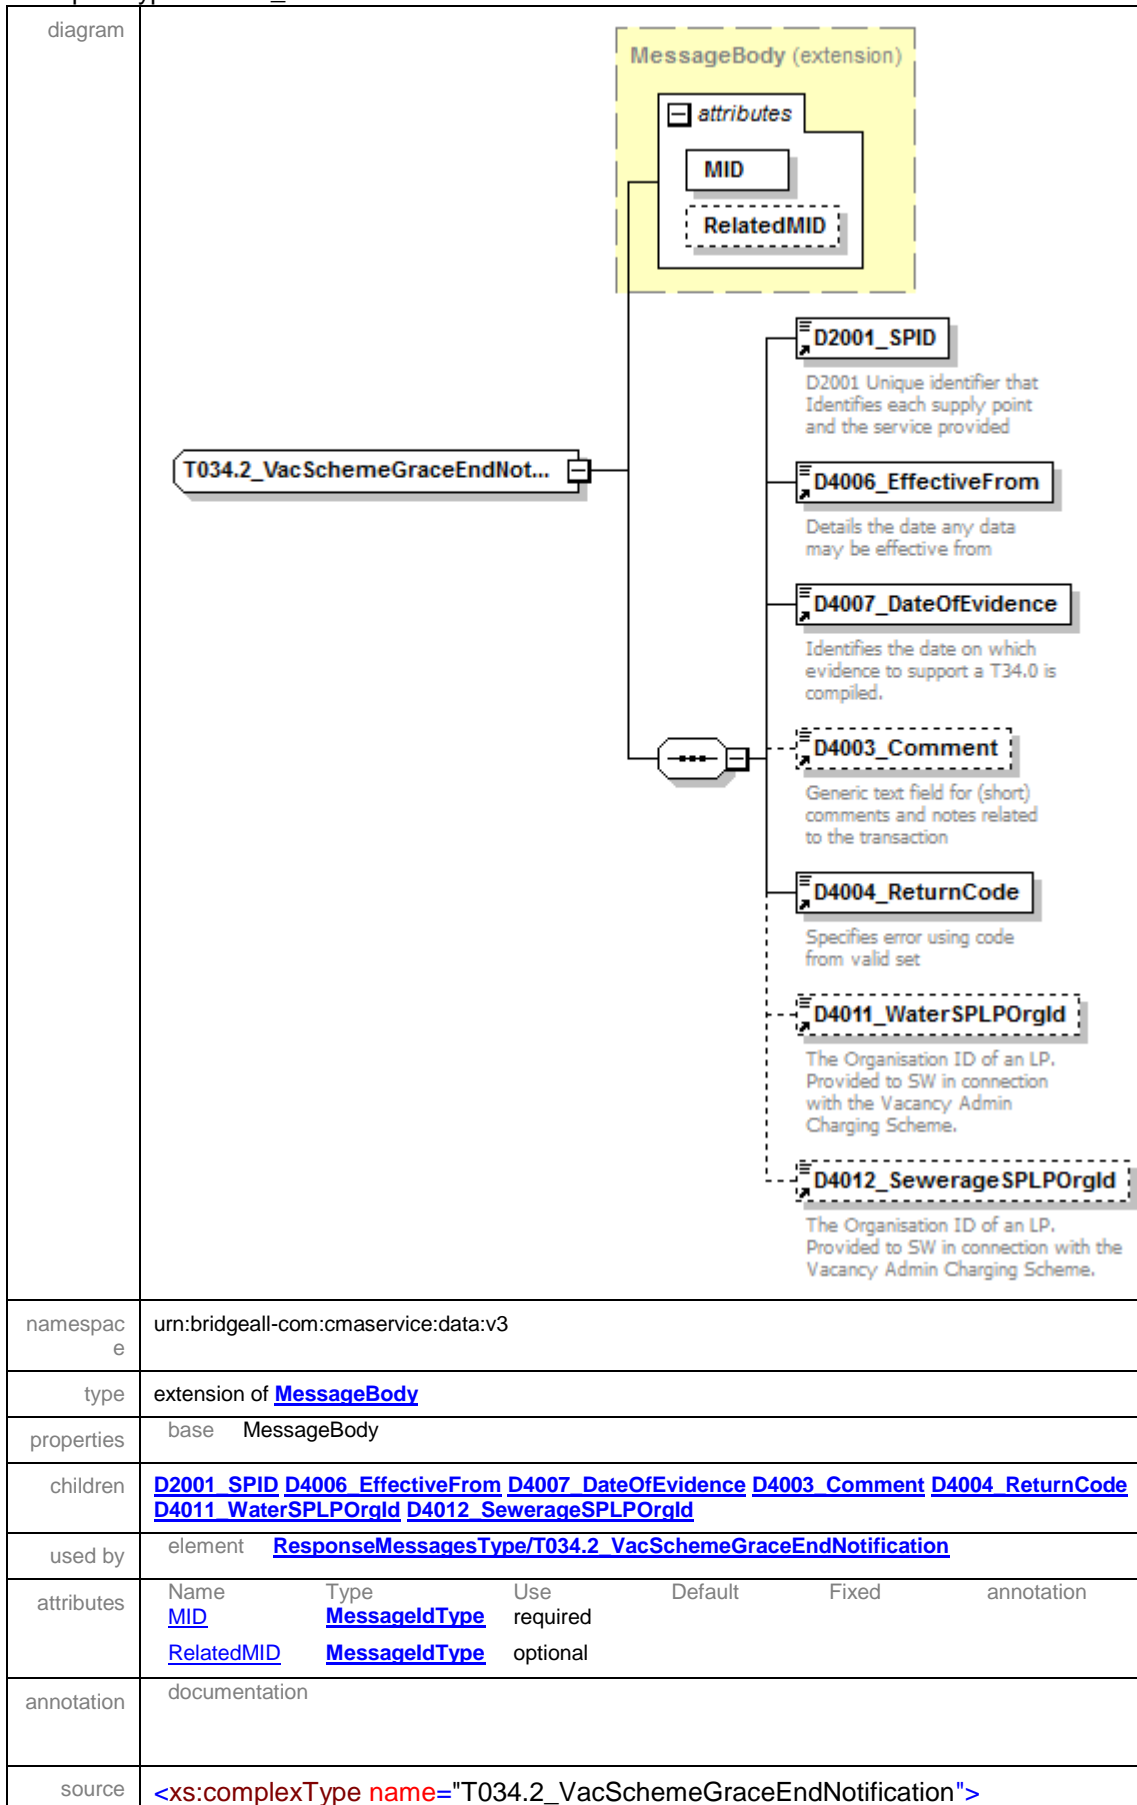 diagram
MessageBody (extension)
attributes
MID
RelatedMID
D2001_SPID
D2001 Unique identifier that
Identifies each supply point
and the service provided
T034.2_VacSchemeGraceEndNot...
D4006_EffectiveFrom
Details the date any data
may be effective from
D4007_DateOfEvidence
Identifies the date on which
evidence to support a T34.0 is
compiled.
D4003_Comment
Generic text field for (short)
comments and notes related
to the transaction
D4004_ReturnCode
Specifies error using code
from valid set
D4011_WaterSPLPOrgId
The Organisation ID of an LP.
Provided to SW in connection
with the Vacancy Admin
Charging Scheme.
D4012_SewerageSPLPOrgId
The Organisation ID of an LP.
Provided to SW in connection with the
Vacancy Admin Charging Scheme.
namespac
e
urn:bridgeall-com:cmaservice:data:v3
type extension of MessageBody
properties base MessageBody
children D2001_SPID D4006_EffectiveFrom D4007_DateOfEvidence D4003_Comment D4004_ReturnCode
D4011_WaterSPLPOrgId D4012_SewerageSPLPOrgId
used by element ResponseMessagesType/T034.2_VacSchemeGraceEndNotification
attributes Name Type Use Default Fixed annotation
MID MessageIdType required
RelatedMID MessageIdType optional
annotation documentation
source <xs:complexType name="T034.2_VacSchemeGraceEndNotification">